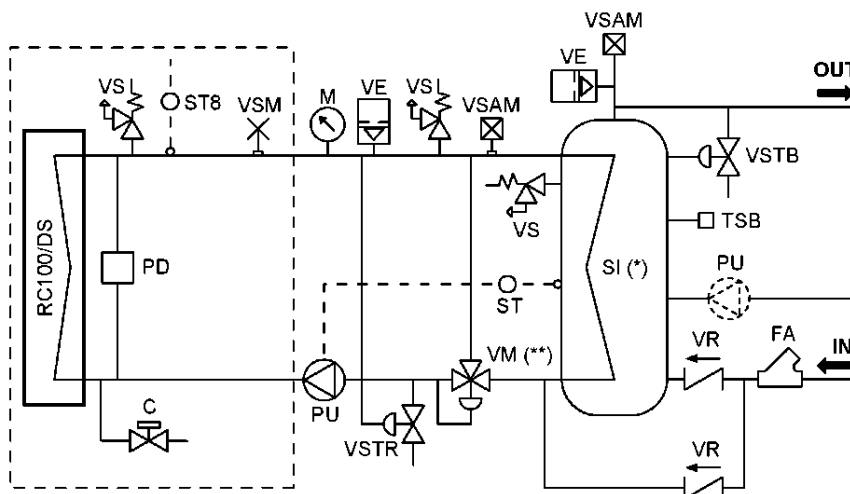 VSAM
VE
OUT
VS
ST8
VSM
M
VE
VS
VSAM
VSTB
VS
TSB
RC100/DS
PD
ST
SI (*)
PU
VR
FA
IN
VM (**)
C
PU
VSTR
VR